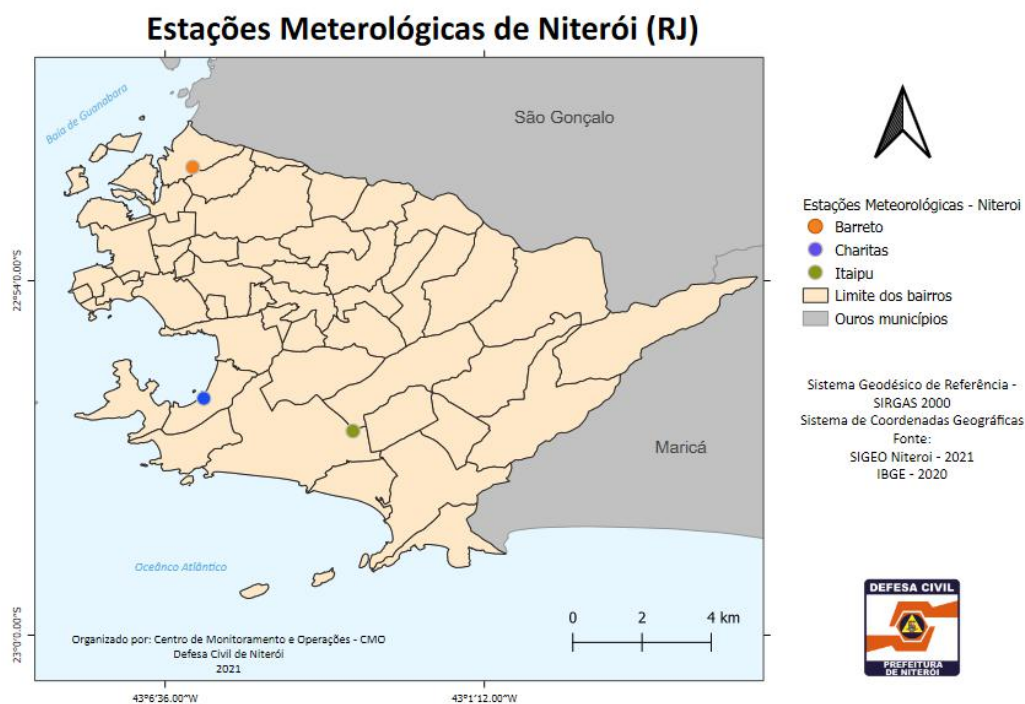 Estações Meterológicas de Niterói (RJ)
Baia de Guanabara
São Gonçalo
Maricá
Oceânco Atlântico
22°54'0.00"S
23°0'0.00"S
43°6'36.00"W
43°1'12.00"W
0 2 4 km
Organizado por: Centro de Monitoramento e Operações - CMO
Defesa Civil de Niterói
2021
Estações Meteorológicas - Niteroi
Barreto
Charitas
Itaipu
Limite dos bairros
Ouros municípios
Sistema Geodésico de Referência -
SIRGAS 2000
Sistema de Coordenadas Geográficas
Fonte:
SIGEO Niteroi - 2021
IBGE - 2020
DEFESA CIVIL
PREFEITURA
DE NITERÓI